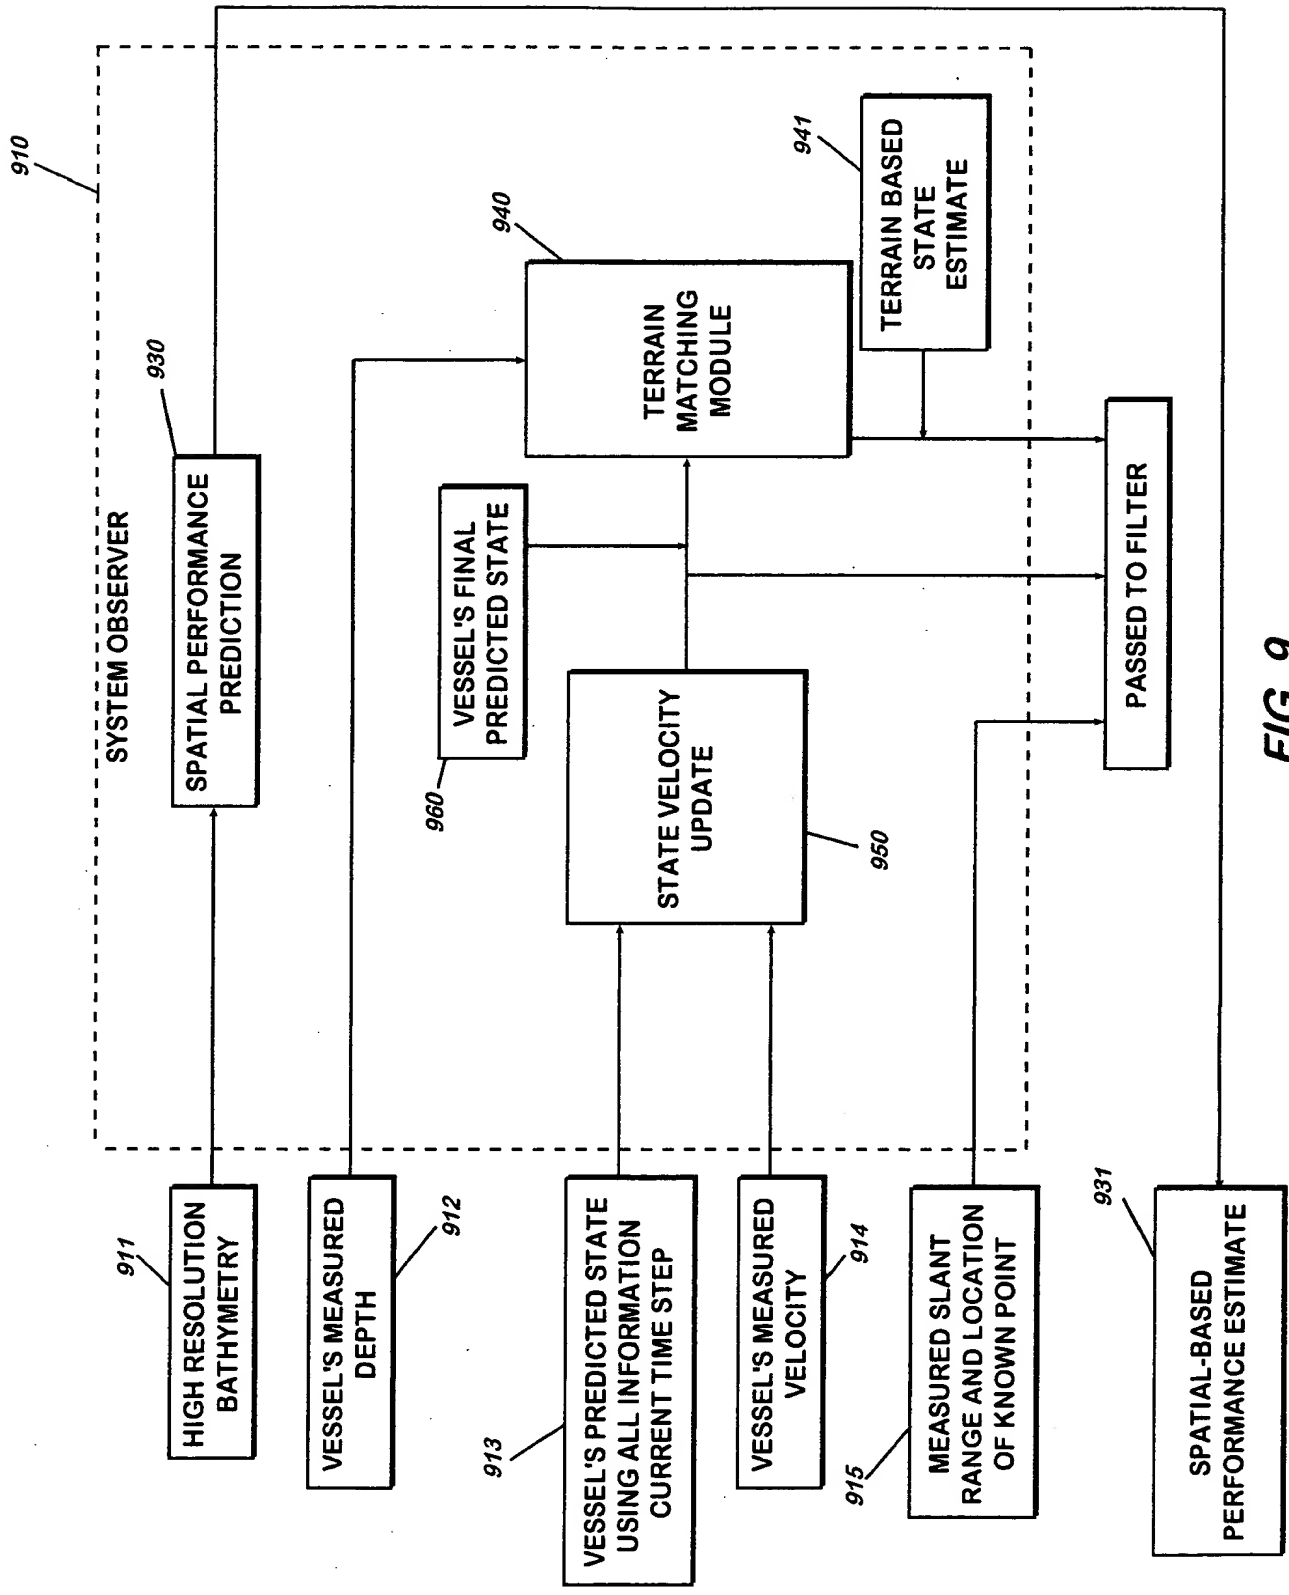 910
SYSTEM OBSERVER
911
HIGH RESOLUTION
BATHYMETRY
930
SPATIAL PERFORMANCE
PREDICTION
VESSEL'S MEASURED
DEPTH
912
940
TERRAIN
MATCHING
MODULE
941
TERRAIN BASED
STATE
ESTIMATE
960
VESSEL'S FINAL
PREDICTED STATE
913
VESSEL'S PREDICTED STATE
USING ALL INFORMATION
CURRENT TIME STEP
STATE VELOCITY
UPDATE
950
VESSEL'S MEASURED
VELOCITY
914
915
MEASURED SLANT
RANGE AND LOCATION
OF KNOWN POINT
PASSED TO FILTER
931
SPATIAL-BASED
PERFORMANCE ESTIMATE
FIG. 9